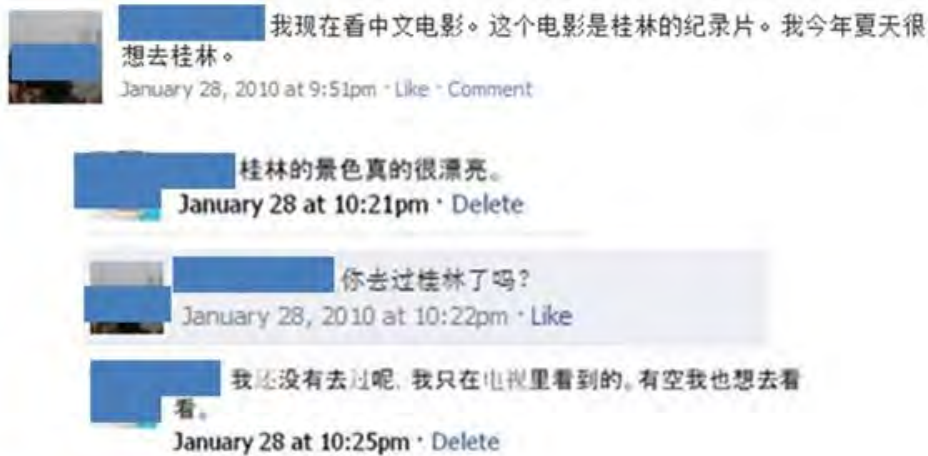 我现在看中文电影。这个电影是桂林的纪录片。我今年夏天很
想去桂林。
January 28, 2010 at 9:51pm · Like · Comment
桂林的景色真的很漂亮。
January 28 at 10:21pm · Delete
你去过桂林了吗?
January 28, 2010 at 10:22pm · Like
我还没有去过呢. 我只在电视里看到的。有空我也想去看
看。
January 28 at 10:25pm · Delete